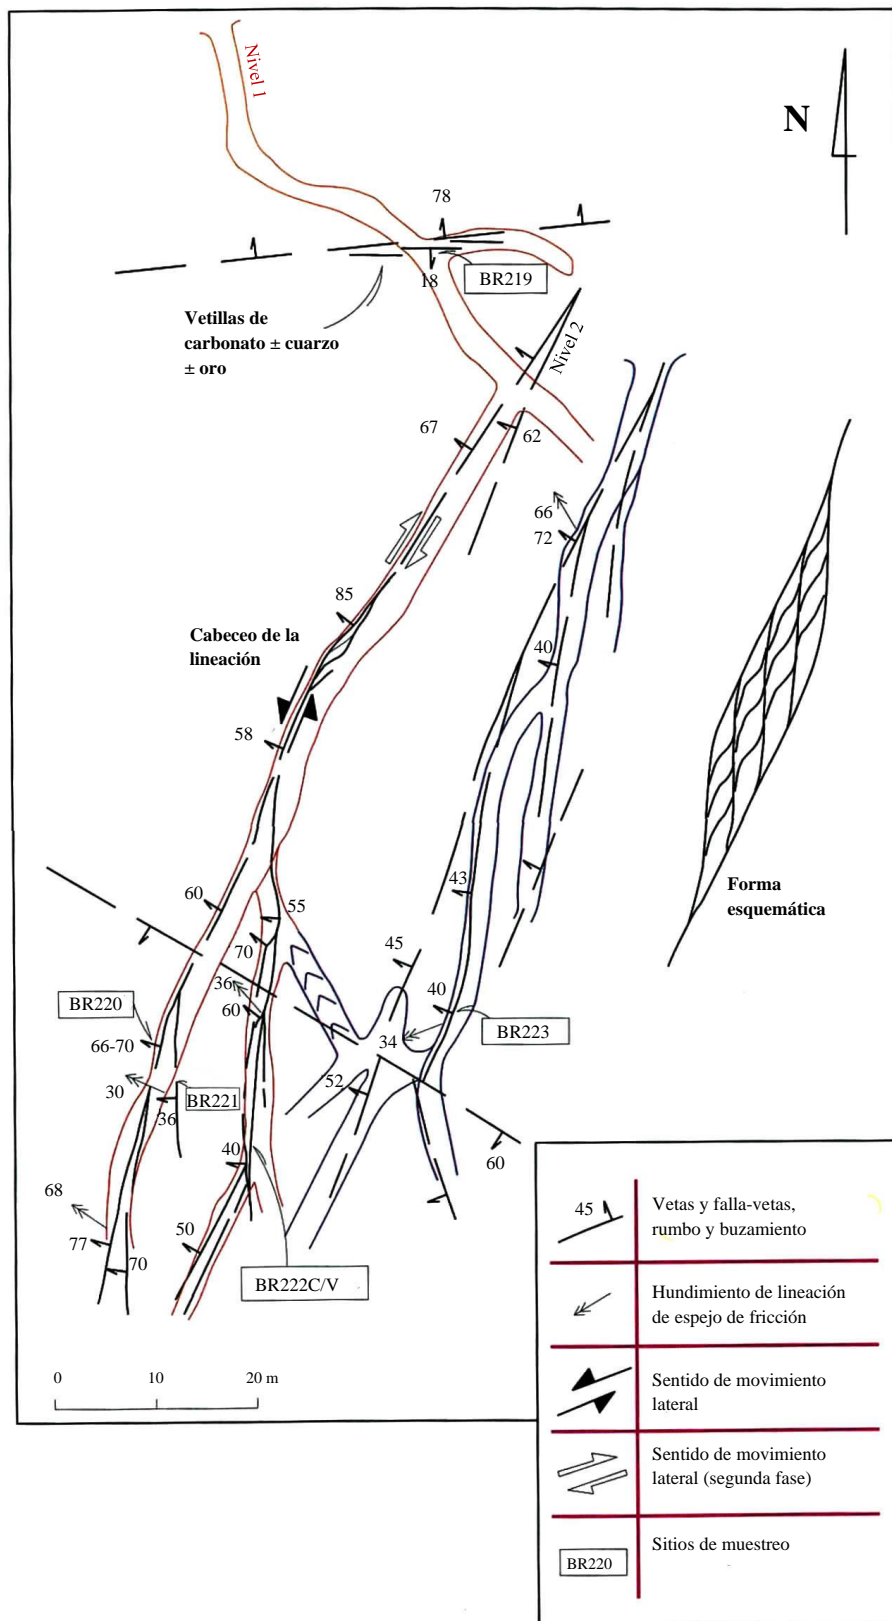 Nivel 1
N
78
18
BR219
Vetillas de
carbonato ± cuarzo
± oro
Nivel 2
67
62
66
72
85
Cabeceo de la
lineación
40
58
Forma
esquemática
60
43
55
70
45
36
60
40
BR220
BR223
66-70
34
30
36
BR221
52
60
40
68
77
70
50
BR222C/V
0
10
20 m
45
Vetas y falla-vetas,
rumbo y buzamiento
Hundimiento de lineación
de espejo de fricción
Sentido de movimiento
lateral
Sentido de movimiento
lateral (segunda fase)
BR220
Sitios de muestreo